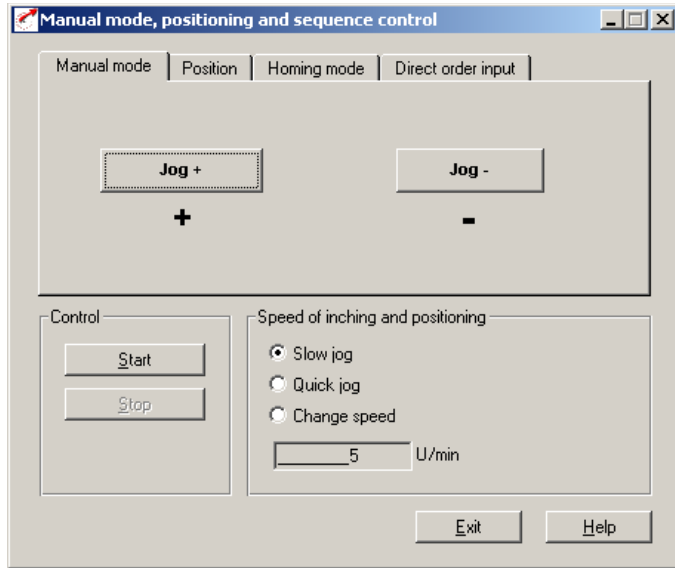 Manual mode, positioning and sequence control
Manual mode Position Homing mode Direct order input
Jog + Jog -
+ -
Control Speed of inching and positioning
Start
Stop
Slow jog
Quick jog
Change speed
________5 U/min
Exit Help